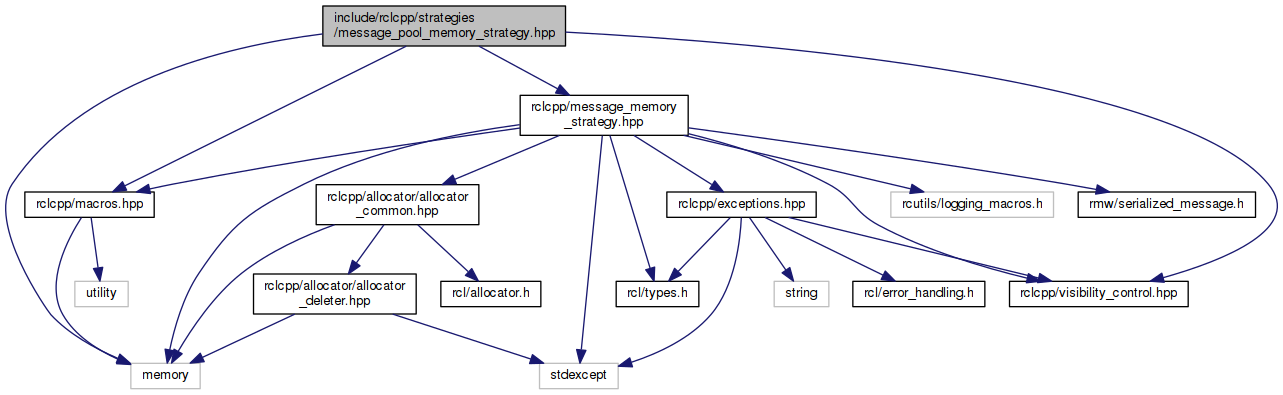 include/rclcpp/strategies
/message_pool_memory_strategy.hpp
rclcpp/message_memory
_strategy.hpp
rclcpp/macros.hpp
rclcpp/allocator/allocator
_common.hpp
rclcpp/exceptions.hpp
rcutils/logging_macros.h
rmw/serialized_message.h
utility
rclcpp/allocator/allocator
_deleter.hpp
rcl/allocator.h
rcl/types.h
string
rcl/error_handling.h
rclcpp/visibility_control.hpp
memory
stdexcept